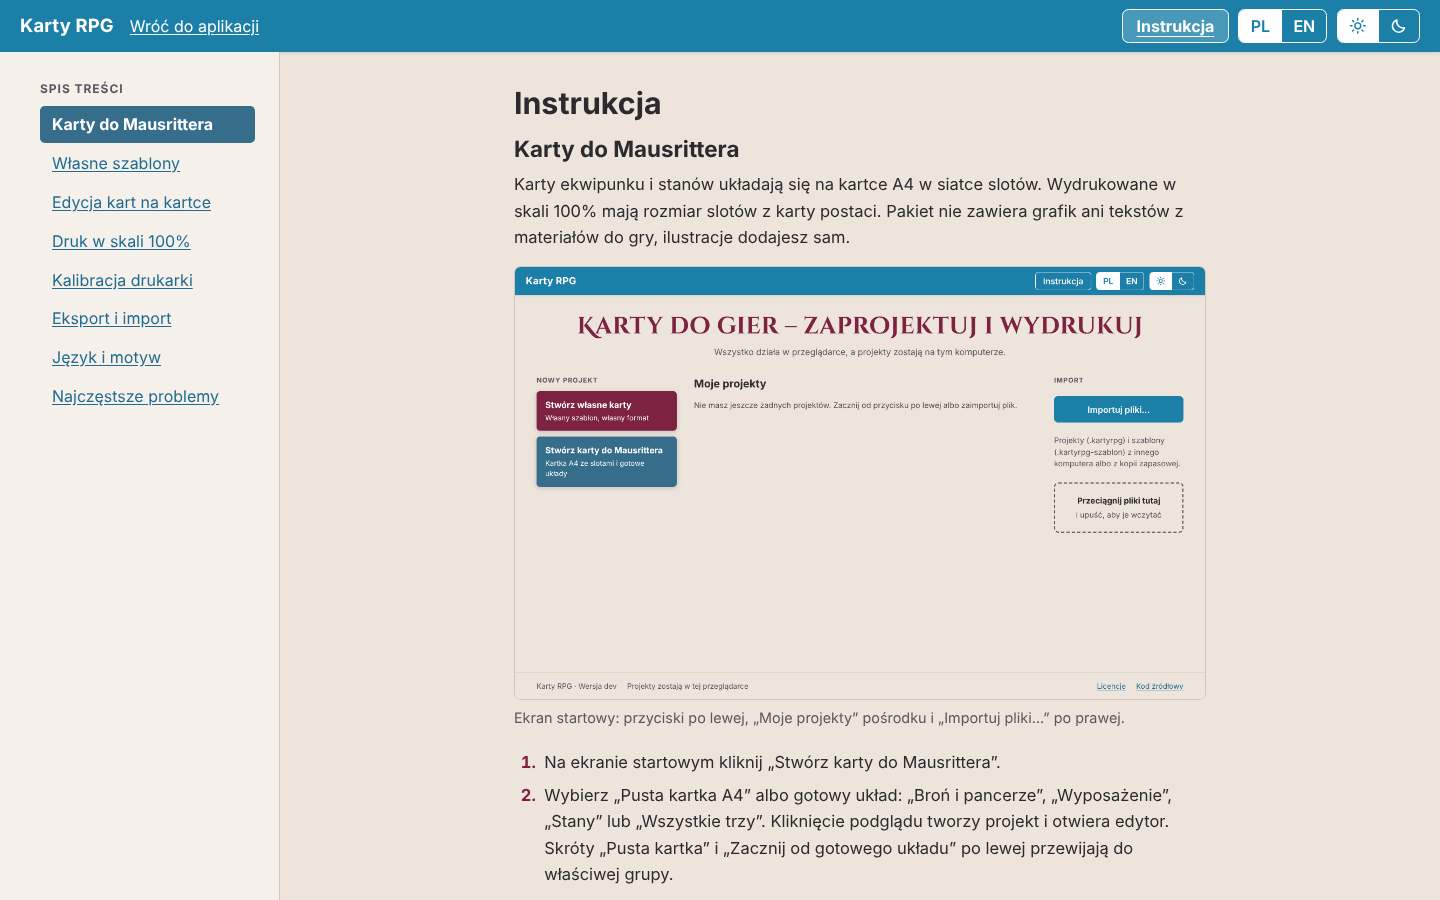 Karty RPG Wróć do aplikacji Instrukcja PL EN
SPIS TREŚCI
Karty do Mausrittera
Własne szablony
Edycja kart na kartce
Druk w skali 100%
Kalibracja drukarki
Eksport i import
Język i motyw
Najczęstsze problemy
Instrukcja
Karty do Mausrittera
Karty ekwipunku i stanów układają się na kartce A4 w siatce slotów. Wydrukowane w
skali 100% mają rozmiar slotów z karty postaci. Pakiet nie zawiera grafik ani tekstów z
materiałów do gry, ilustracje dodajesz sam.
Karty RPG Instrukcja PL EN
KARTY DO GIER – ZAPROJEKTUJ I WYDRUKUJ
Wszystko działa w przeglądarce, a projekty zostają na tym komputerze.
NOWY PROJEKT
Stwórz własne karty
Własny szablon, własny format
Stwórz karty do Mausrittera
Kartka A4 ze slotami i gotowe
układy
Moje projekty
Nie masz jeszcze żadnych projektów. Zacznij od przycisku po lewej albo zaimportuj plik.
IMPORT
Importuj pliki…
Projekty (.kartyrpg) i szablony
(.kartyrpg-szablon) z innego
komputera albo z kopii zapasowej.
Przeciągnij pliki tutaj
i upuść, aby je wczytać
Karty RPG · Wersja dev Projekty zostają w tej przeglądarce Licencje Kod źródłowy
Ekran startowy: przyciski po lewej, „Moje projekty” pośrodku i „Importuj pliki…” po prawej.
1. Na ekranie startowym kliknij „Stwórz karty do Mausrittera”.
2. Wybierz „Pusta kartka A4” albo gotowy układ: „Broń i pancerze”, „Wyposażenie”,
„Stany” lub „Wszystkie trzy”. Kliknięcie podglądu tworzy projekt i otwiera edytor.
Skróty „Pusta kartka” i „Zacznij od gotowego układu” po lewej przewijają do
właściwej grupy.